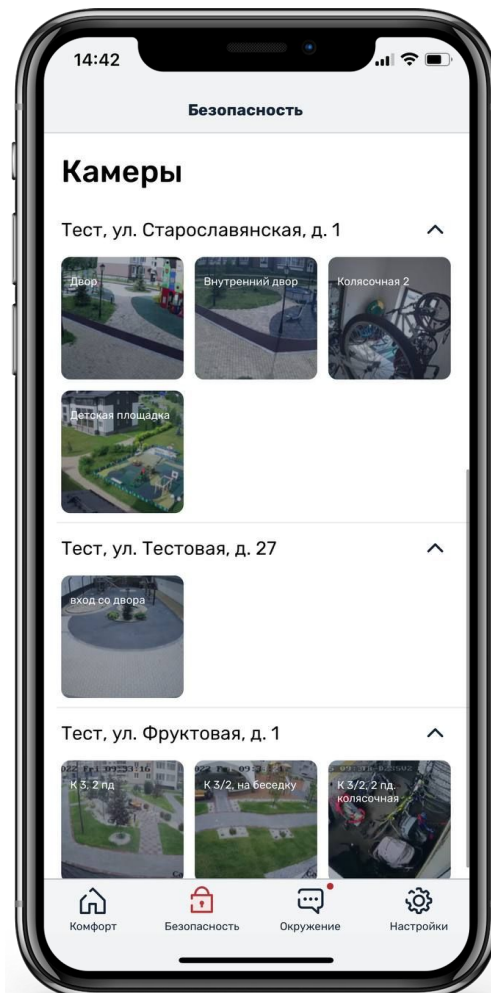 14:42
Безопасность
Камеры
Тест, ул. Старославянская, д. 1
Двор
Внутренний двор
Колясочная 2
Детская площадка
Тест, ул. Тестовая, д. 27
вход со двора
Тест, ул. Фруктовая, д. 1
К 3, 2 пд
К 3/2, на беседку
К 3/2, 2 пд.
колясочная
Комфорт
Безопасность
Окружение
Настройки